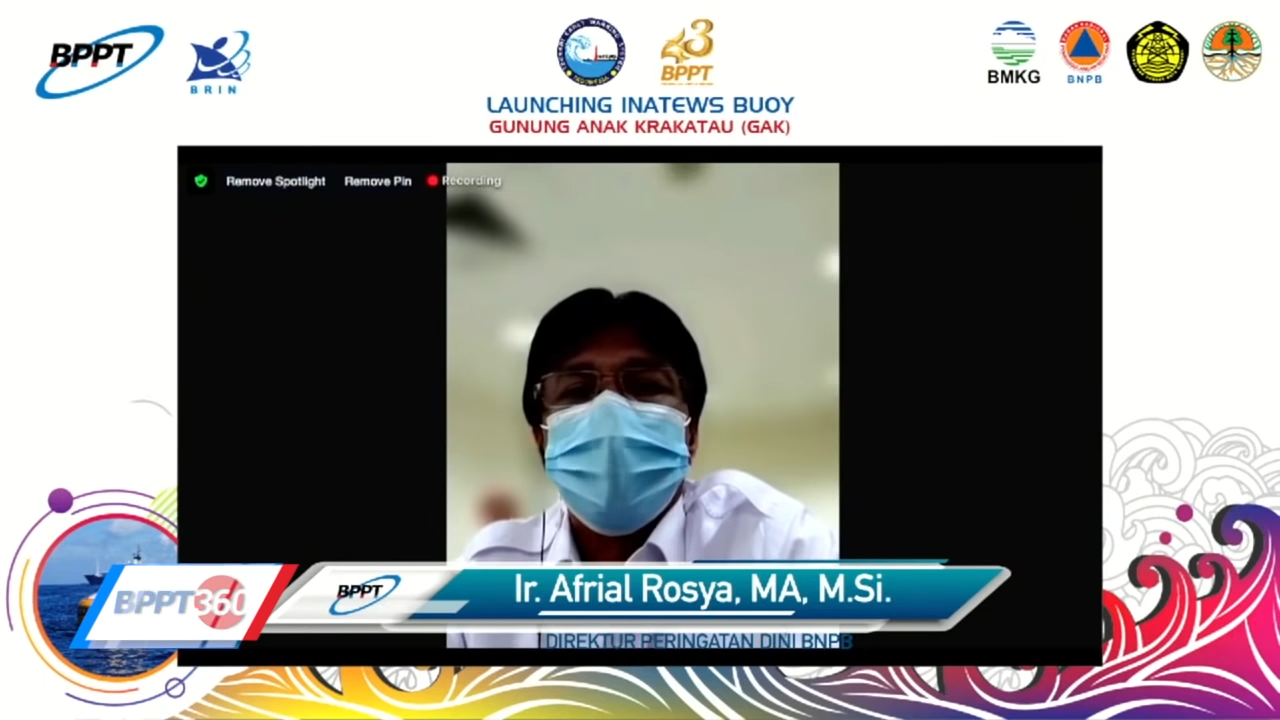 BPPT
BRIN
43
BPPT
BMKG
BNPB
LAUNCHING INATEWS BUOY
GUNUNG ANAK KRAKATAU (GAK)
Remove Spotlight Remove Pin Recording
BPPT360
BPPT
Ir. Afrial Rosya, MA, M.Si.
DIREKTUR PERINGATAN DINI BNPB